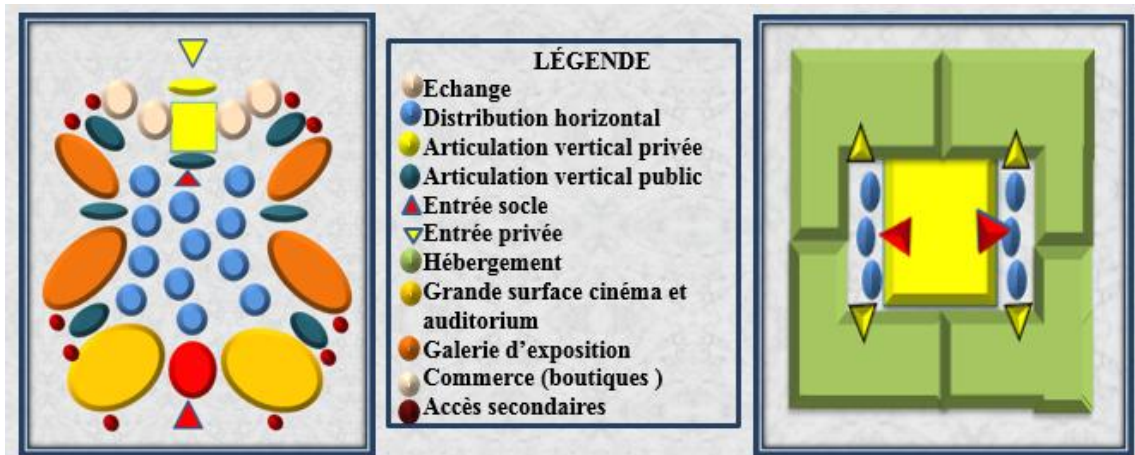 LÉGENDE
Echange
Distribution horizontal
Articulation vertical privée
Articulation vertical public
Entrée socle
Entrée privée
Hébergement
Grande surface cinéma et
auditorium
Galerie d’exposition
Commerce (boutiques )
Accès secondaires